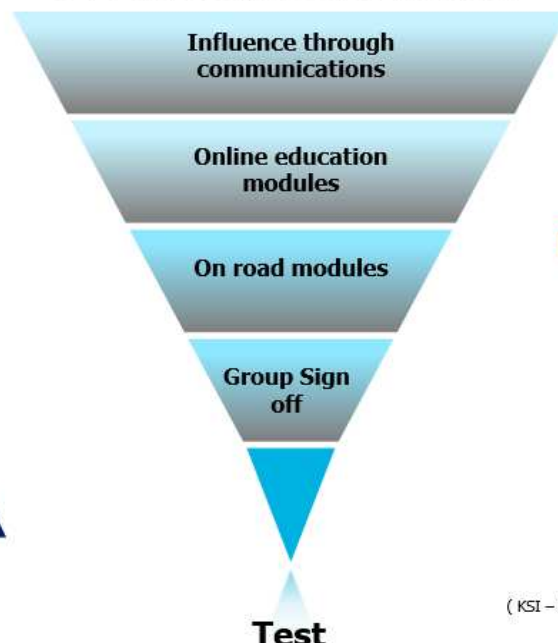 Influence through
communications
Online education
modules
On road modules
Group Sign
off
( KSI –
Test